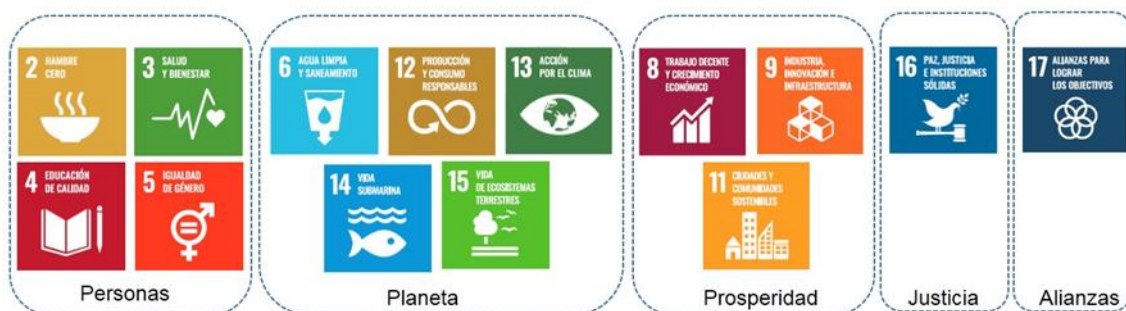 2 HAMBRE
CERO
3 SALUD
Y BIENESTAR
4 EDUCACIÓN
DE CALIDAD
5 IGUALDAD
DE GÉNERO
Personas
6 AGUA LIMPIA
Y SANEAMIENTO
12 PRODUCCIÓN
Y CONSUMO
RESPONSABLES
13 ACCIÓN
POR EL CLIMA
14 VIDA
SUBMARINA
15 VIDA
DE ECOSISTEMAS
TERRESTRES
Planeta
8 TRABAJO DECENTE
Y CRECIMIENTO
ECONÓMICO
9 INDUSTRIA,
INNOVACIÓN E
INFRAESTRUCTURA
11 CIUDADES Y
COMUNIDADES
SOSTENIBLES
Prosperidad
16 PAZ, JUSTICIA
E INSTITUCIONES
SÓLIDAS
Justicia
17 ALIANZAS PARA
LOGRAR
LOS OBJETIVOS
Alianzas